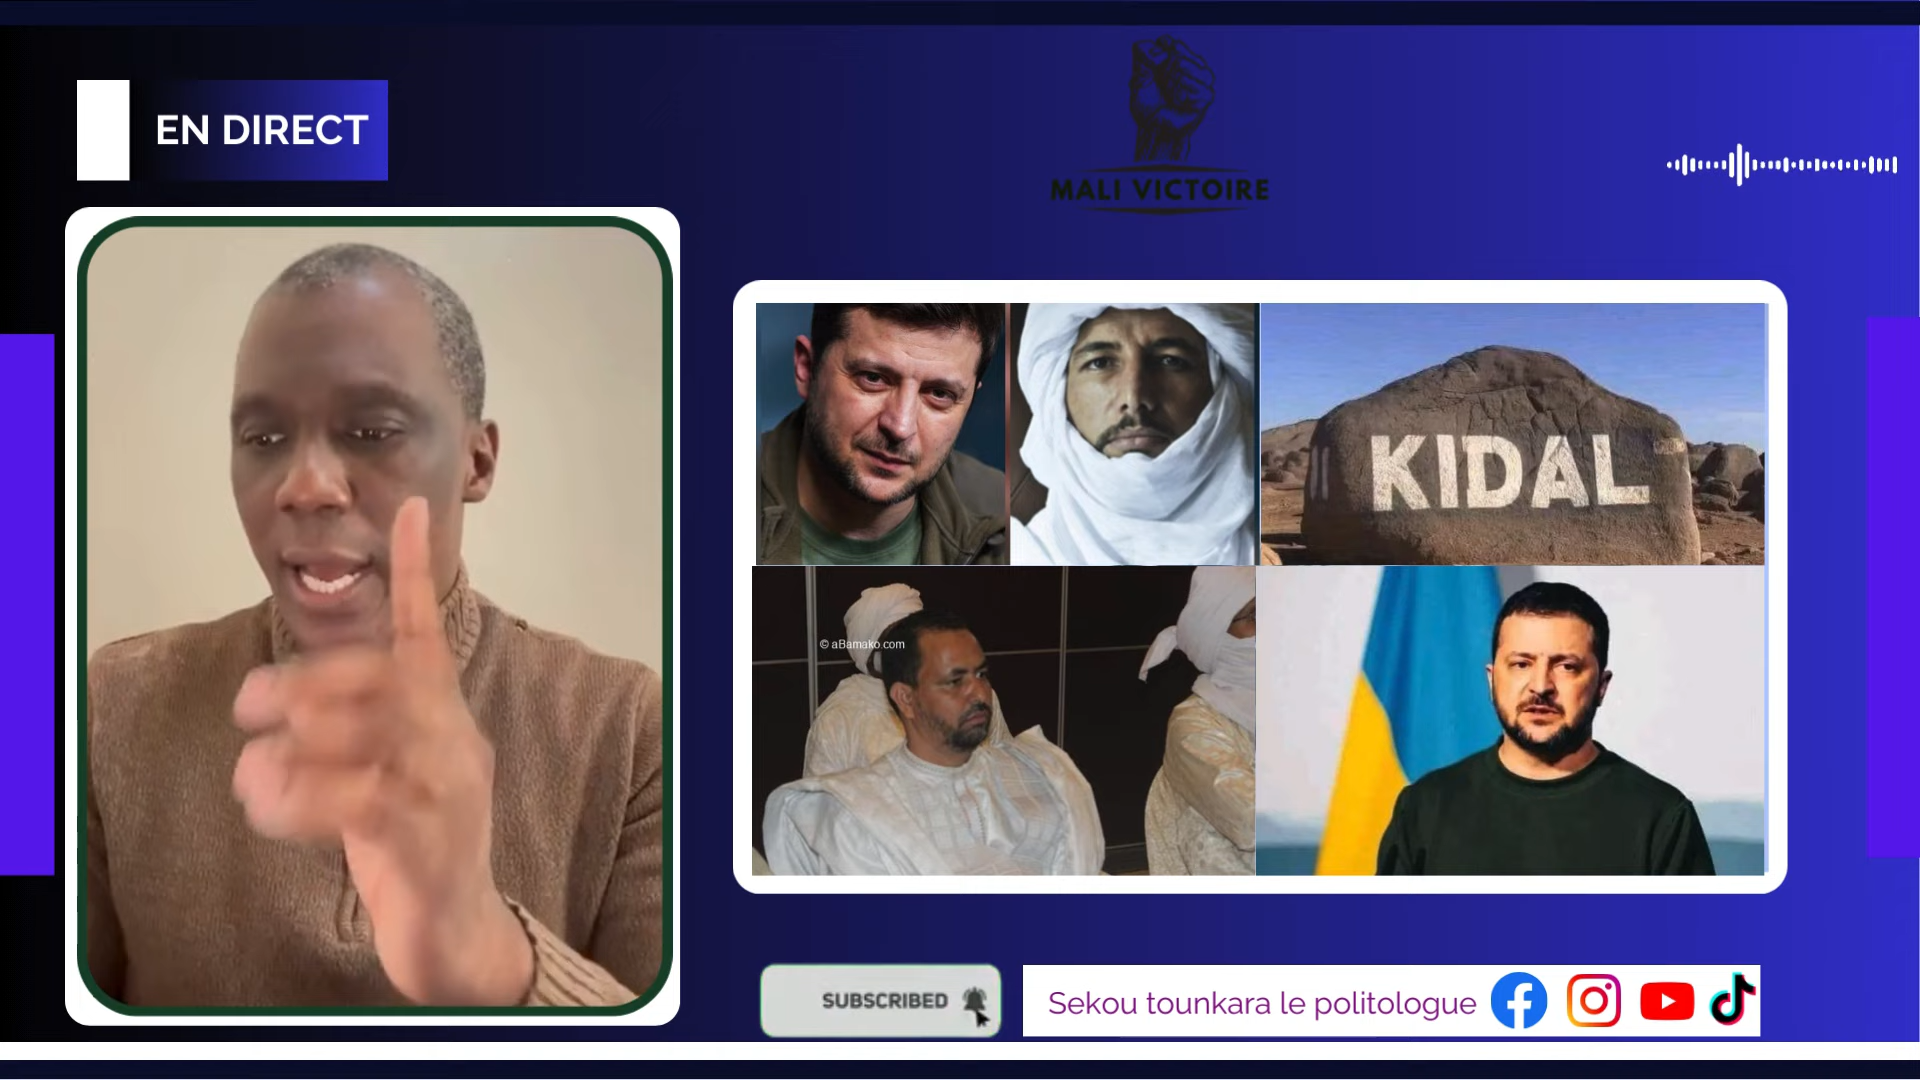 EN DIRECT
MALI VICTOIRE
KIDAL
© aBamako.com
SUBSCRIBED
Sekou tounkara le politologue